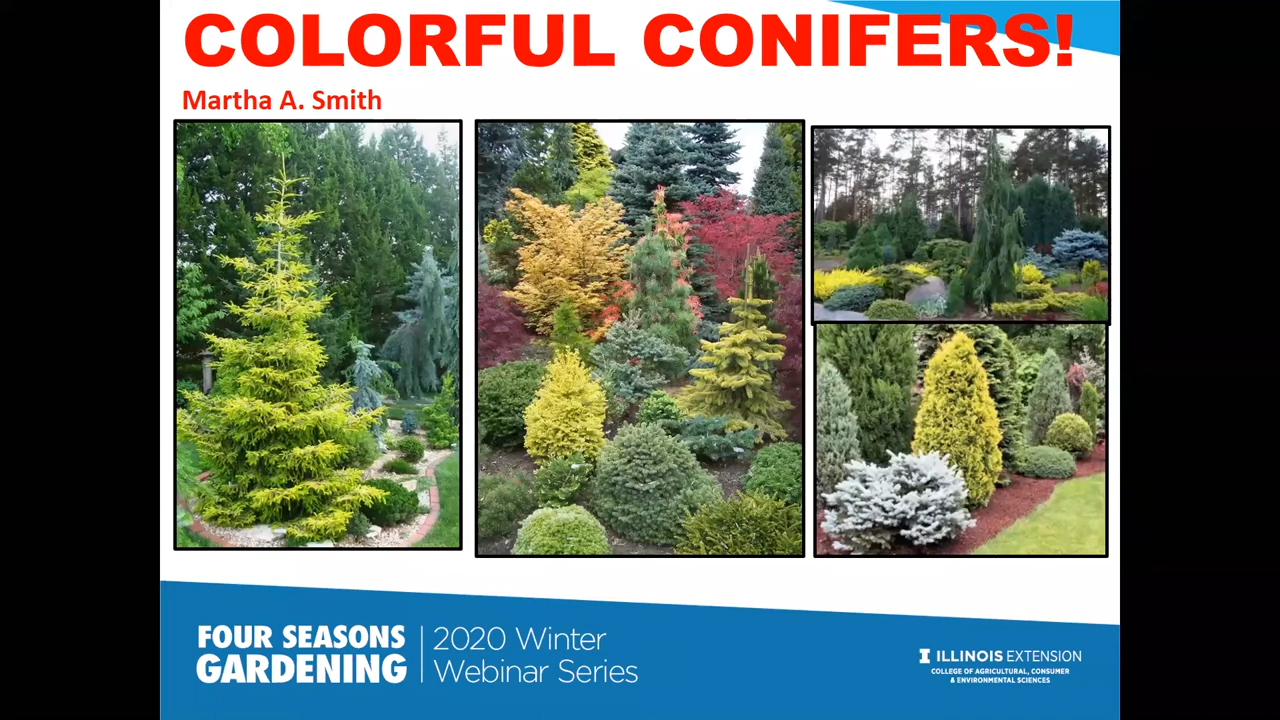 COLORFUL CONIFERS!
Martha A. Smith
FOUR SEASONS
GARDENING
2020 Winter
Webinar Series
I ILLINOIS EXTENSION
COLLEGE OF AGRICULTURAL, CONSUMER
& ENVIRONMENTAL SCIENCES